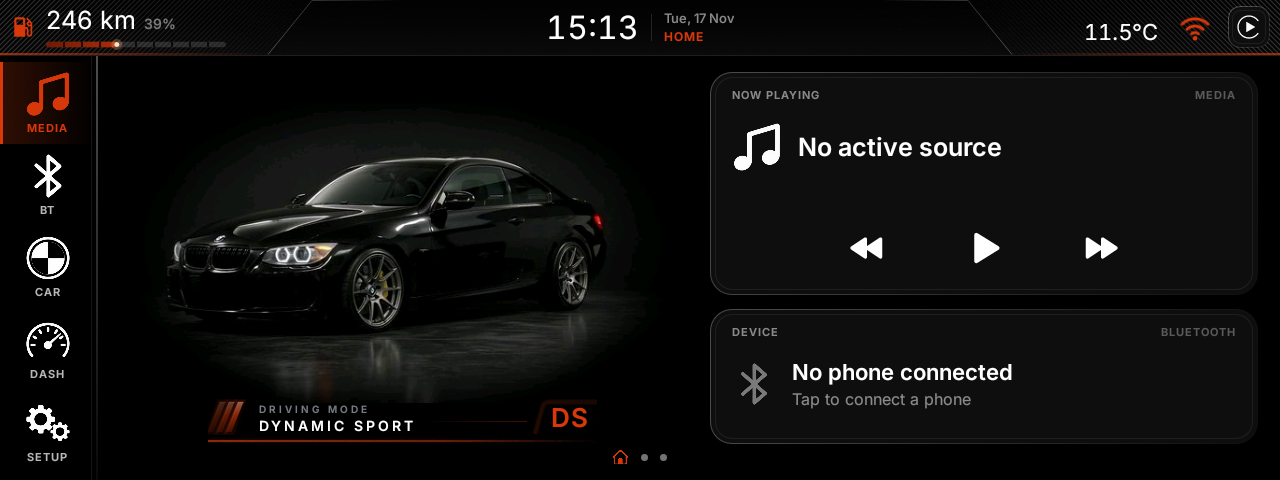 246 km 39%
15:13
Tue, 17 Nov
HOME
11.5°C
MEDIA
BT
CAR
DASH
SETUP
DRIVING MODE
DYNAMIC SPORT
DS
NOW PLAYING
MEDIA
No active source
DEVICE
BLUETOOTH
No phone connected
Tap to connect a phone